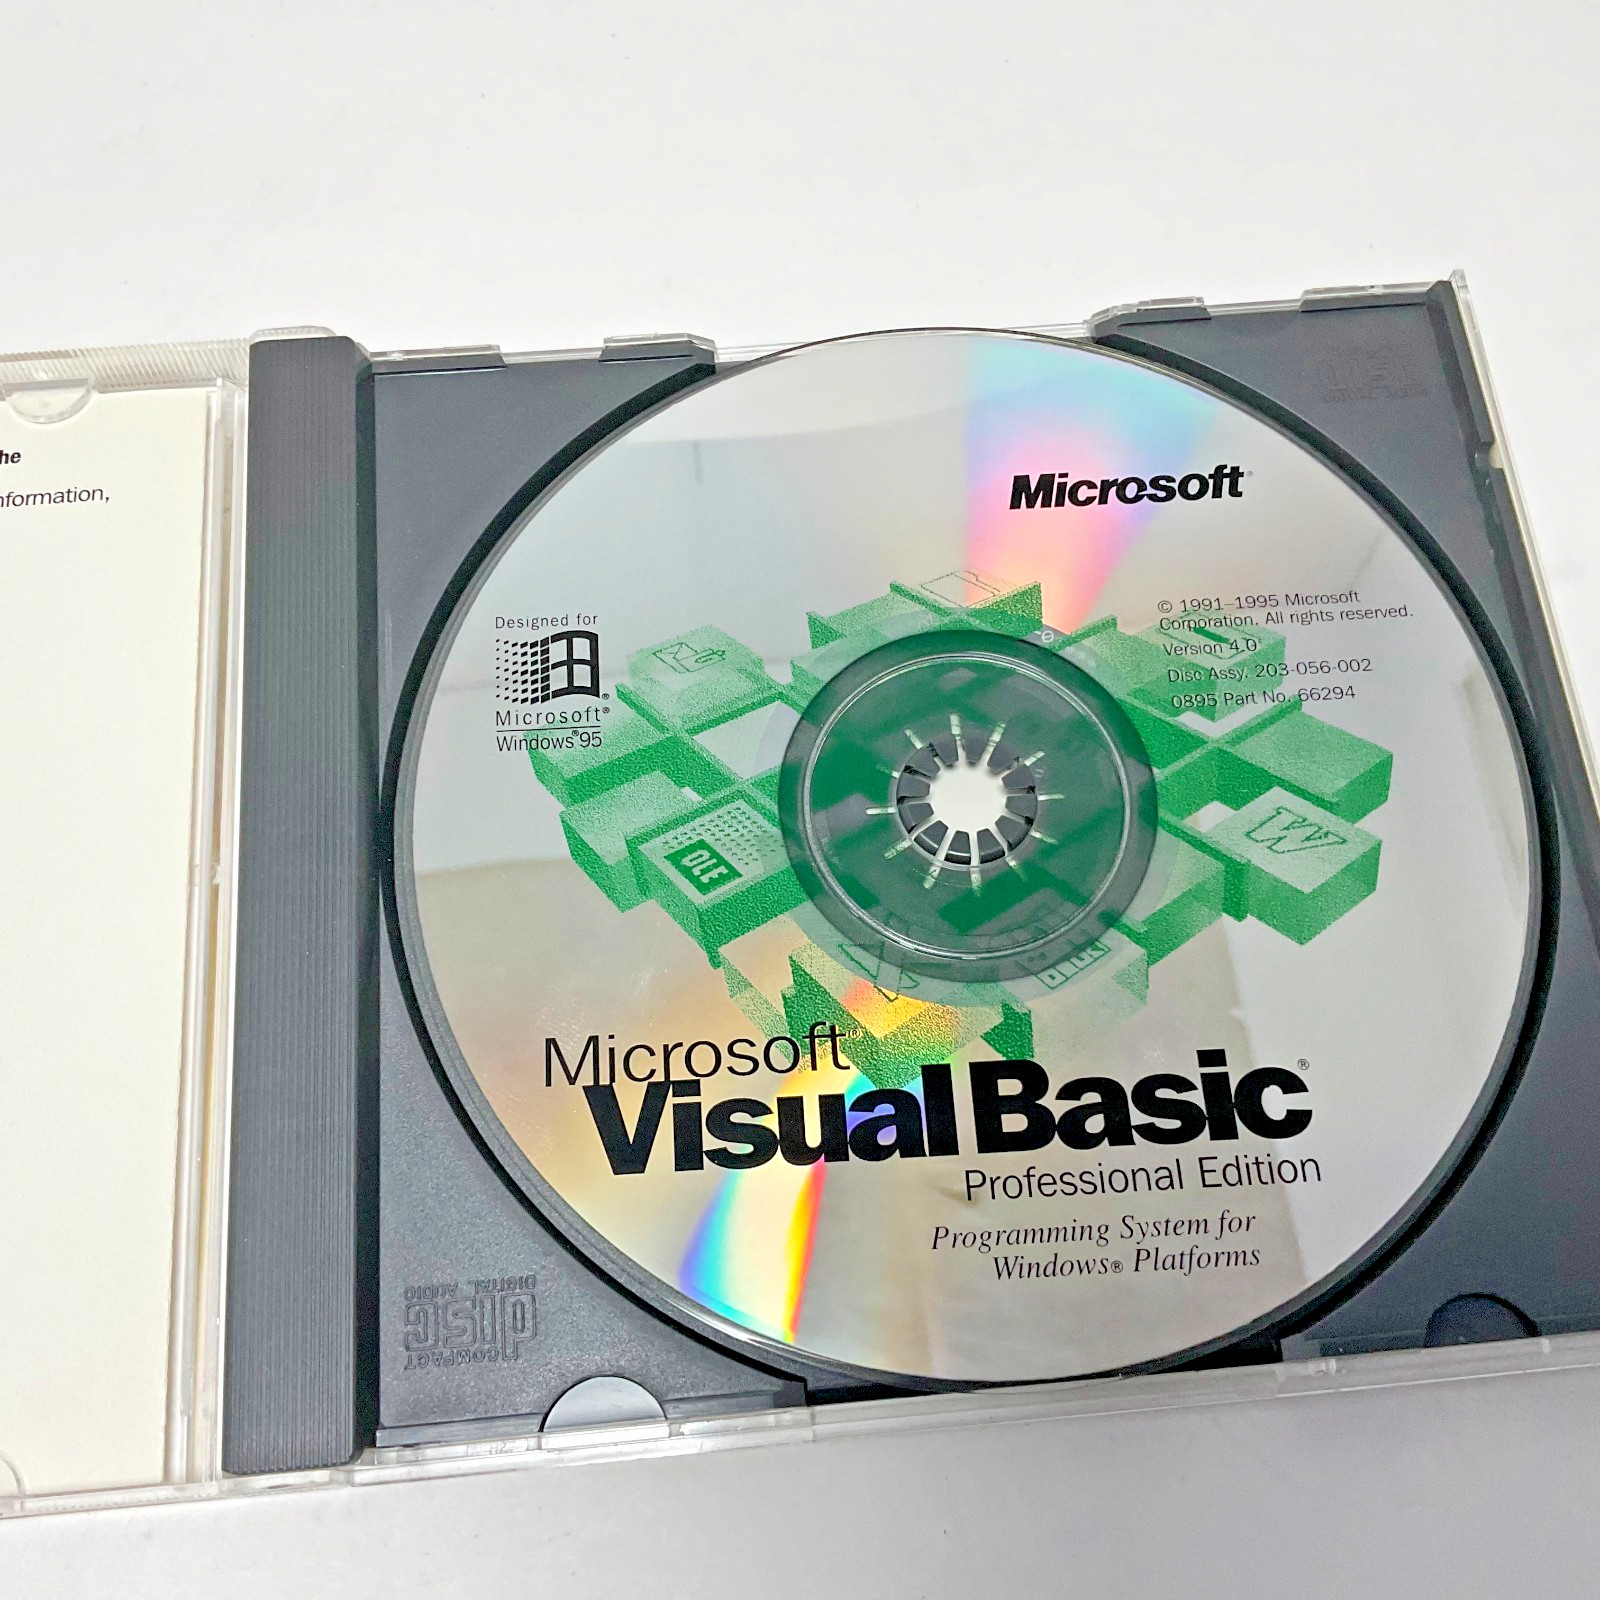 he
nformation,
Microsoft®
Designed for
Microsoft®
Windows®95
© 1991–1995 Microsoft
Corporation. All rights reserved.
Version 4.0
Disc Assy. 203-056-002
0895 Part No. 66294
OLE
W
Microsoft®
Visual Basic®
Professional Edition
Programming System for
Windows® Platforms
COMPACT
disc
DIGITAL AUDIO